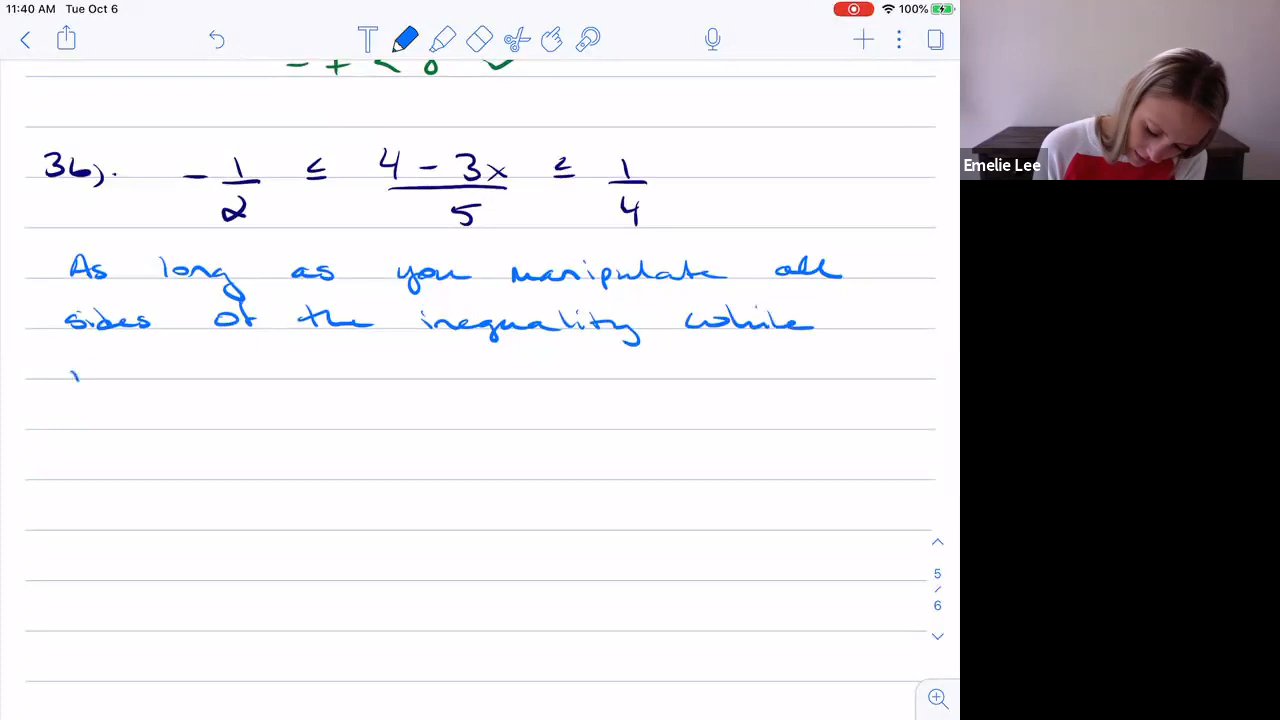 11:40 AM Tue Oct 6
100%
T
- + < 0 ✓
36). - 1/2 ≤ (4 - 3x)/5 ≤ 1/4
As long as you manipulate all
sides of the inequality while
5
/
6
Emelie Lee